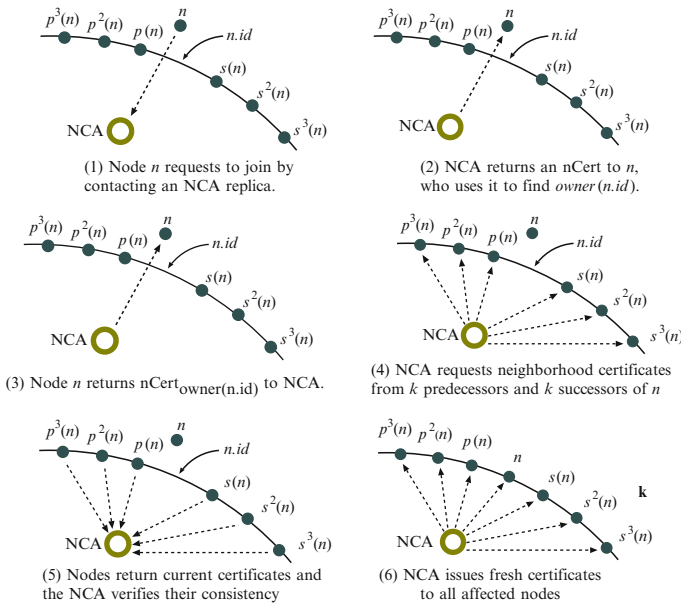 p³(n) p²(n) p(n) n n.id s(n) s²(n) s³(n) NCA
(1) Node n requests to join by
contacting an NCA replica.
p³(n) p²(n) p(n) n n.id s(n) s²(n) s³(n) NCA
(2) NCA returns an nCert to n,
who uses it to find owner(n.id).
p³(n) p²(n) p(n) n n.id s(n) s²(n) s³(n) NCA
(3) Node n returns nCert owner(n.id) to NCA.
p³(n) p²(n) p(n) n n.id s(n) s²(n) s³(n) NCA
(4) NCA requests neighborhood certificates
from k predecessors and k successors of n
p³(n) p²(n) p(n) n n.id s(n) s²(n) s³(n) NCA
(5) Nodes return current certificates and
the NCA verifies their consistency
p³(n) p²(n) p(n) n s(n) s²(n) s³(n) NCA k
(6) NCA issues fresh certificates
to all affected nodes